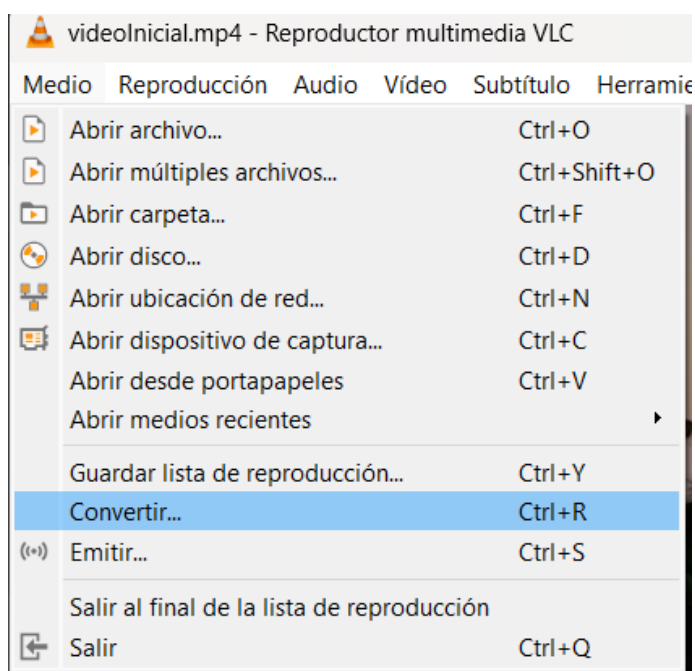 videoInicial.mp4 - Reproductor multimedia VLC
Medio Reproducción Audio Vídeo Subtítulo Herramie
Abrir archivo... Ctrl+O
Abrir múltiples archivos... Ctrl+Shift+O
Abrir carpeta... Ctrl+F
Abrir disco... Ctrl+D
Abrir ubicación de red... Ctrl+N
Abrir dispositivo de captura... Ctrl+C
Abrir desde portapapeles Ctrl+V
Abrir medios recientes
Guardar lista de reproducción... Ctrl+Y
Convertir... Ctrl+R
Emitir... Ctrl+S
Salir al final de la lista de reproducción
Salir Ctrl+Q